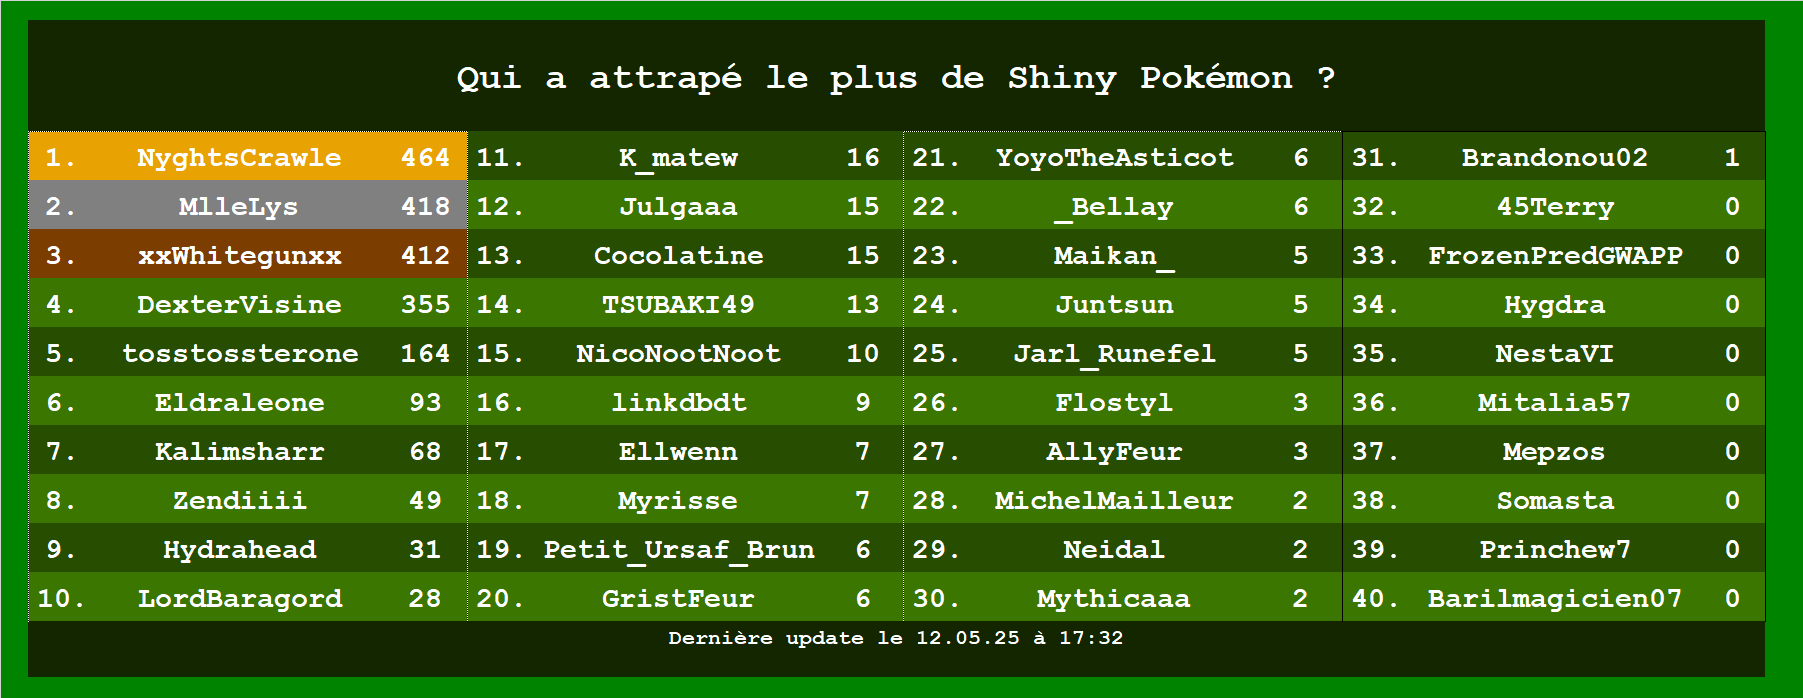 Qui a attrapé le plus de Shiny Pokémon ?
1. NyghtsCrawle 464
2. MlleLys 418
3. xxWhitegunxx 412
4. DexterVisine 355
5. tosstossterone 164
6. Eldraleone 93
7. Kalimsharr 68
8. Zendiiii 49
9. Hydrahead 31
10. LordBaragord 28
11. K_matew 16
12. Julgaaa 15
13. Cocolatine 15
14. TSUBAKI49 13
15. NicoNootNoot 10
16. linkdbdt 9
17. Ellwenn 7
18. Myrisse 7
19. Petit_Ursaf_Brun 6
20. GristFeur 6
21. YoyoTheAsticot 6
22. _Bellay 6
23. Maikan_ 5
24. Juntsun 5
25. Jarl_Runefel 5
26. Flostyl 3
27. AllyFeur 3
28. MichelMailleur 2
29. Neidal 2
30. Mythicaaa 2
31. Brandonou02 1
32. 45Terry 0
33. FrozenPredGWAPP 0
34. Hygdra 0
35. NestaVI 0
36. Mitalia57 0
37. Mepzos 0
38. Somasta 0
39. Princhew7 0
40. Barilmagicien07 0
Dernière update le 12.05.25 à 17:32